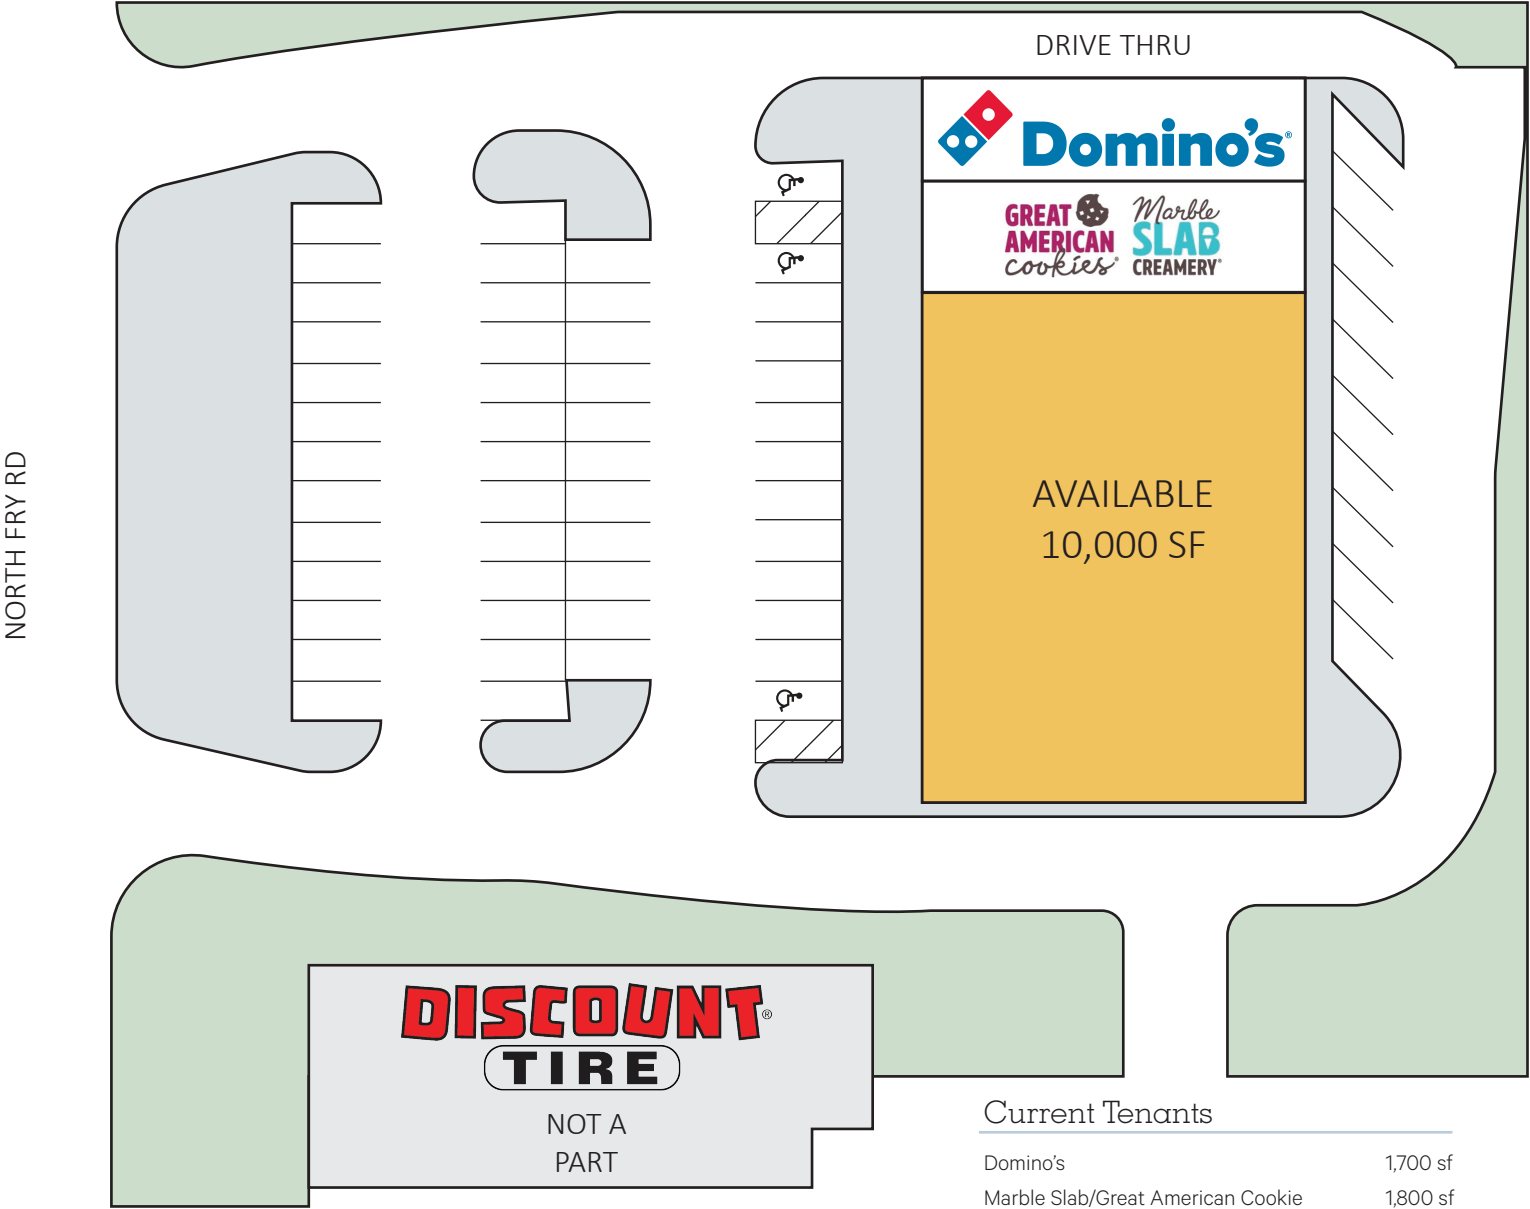 DRIVE THRU
Domino's®
GREAT
AMERICAN
cookies®
Marble
SLAB
CREAMERY®
NORTH FRY RD
AVAILABLE
10,000 SF
DISCOUNT®
TIRE
NOT A
PART
Current Tenants
Domino’s 1,700 sf
Marble Slab/Great American Cookie 1,800 sf